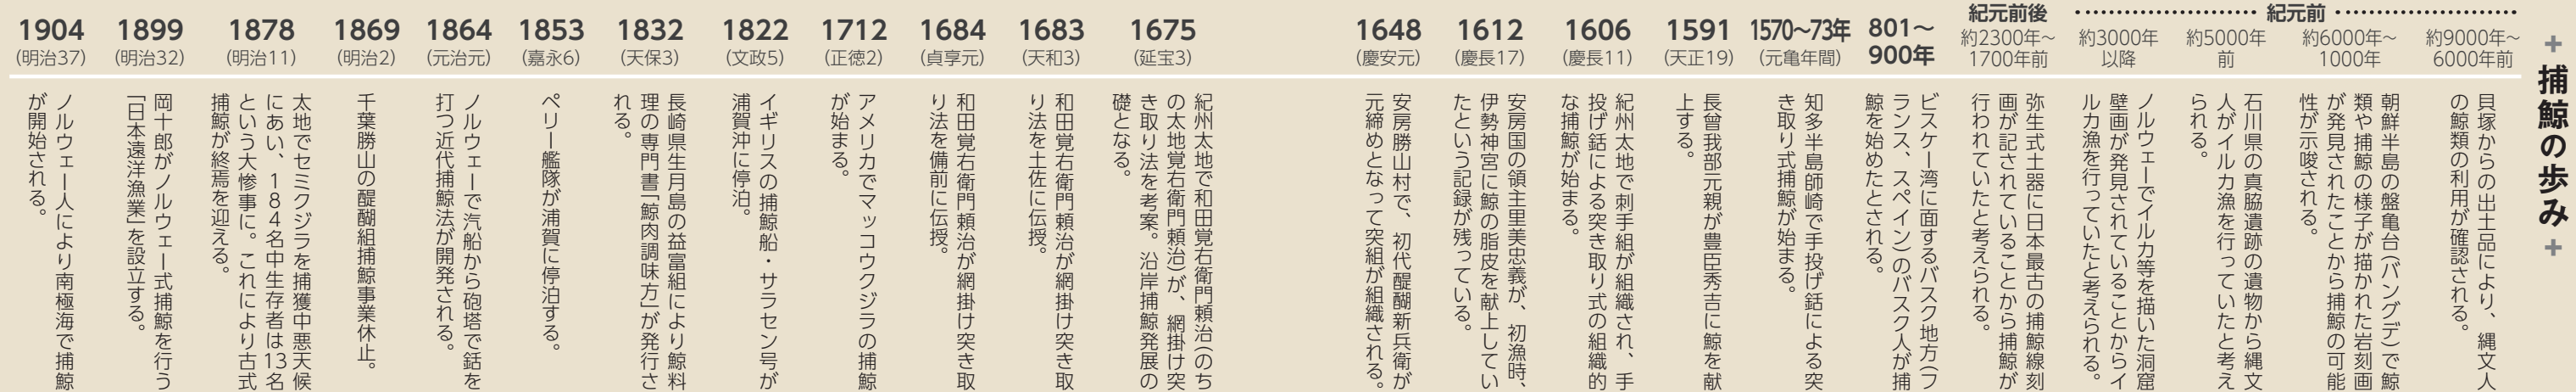 + 捕鯨の歩み +
紀元前
約9000年〜
6000年前
貝塚からの出土品により、縄文人
の鯨類の利用が確認される。
約6000年〜
1000年
朝鮮半島の盤亀台(バングデ)で鯨
類や捕鯨の様子が描かれた岩刻画
が発見されたことから捕鯨の可能
性が示唆される。
約5000年
前
石川県の真脇遺跡の遺物から縄文
人がイルカ漁を行っていたと考え
られる。
約3000年
以降
ノルウェーでイルカ等を描いた洞窟
壁画が発見されていることからイ
ルカ漁を行っていたと考えられる。
紀元前後
約2300年〜
1700年前
弥生式土器に日本最古の捕鯨線刻
画が記されていることから捕鯨が
行われていたと考えられる。
801〜
900年
ビスケー湾に面するバスク地方(フ
ランス、スペイン)のバスク人が捕
鯨を始めたとされる。
1570〜73年
(元亀年間)
知多半島師崎で手投げ銛による突
き取り式捕鯨が始まる。
1591
(天正19)
長曾我部元親が豊臣秀吉に鯨を献
上する。
1606
(慶長11)
紀州太地で刺手組が組織され、手
投げ銛による突き取り式の組織的
な捕鯨が始まる。
1612
(慶長17)
安房国の領主里美忠義が、初漁時、
伊勢神宮に鯨の脂皮を献上してい
たという記録が残っている。
1648
(慶安元)
安房勝山村で、初代醍醐新兵衛が
元締めとなって突組が組織される。
1675
(延宝3)
紀州太地で和田覚右衛門頼治(のち
の太地覚右衛門頼治)が、網掛け突
き取り法を考案。沿岸捕鯨発展の
礎となる。
1683
(天和3)
和田覚右衛門頼治が網掛け突き取
り法を土佐に伝授。
1684
(貞享元)
和田覚右衛門頼治が網掛け突き取
り法を備前に伝授。
1712
(正徳2)
アメリカでマッコウクジラの捕鯨
が始まる。
1822
(文政5)
イギリスの捕鯨船・サラセン号が
浦賀沖に停泊。
1832
(天保3)
長崎県生月島の益富組により鯨料
理の専門書「鯨肉調味方」が発行さ
れる。
1853
(嘉永6)
ペリー艦隊が浦賀に停泊する。
1864
(元治元)
ノルウェーで汽船から砲塔で銛を
打つ近代捕鯨法が開発される。
1869
(明治2)
千葉勝山の醍醐組捕鯨事業休止。
1878
(明治11)
太地でセミクジラを捕獲中悪天候
にあい、184名中生存者は13名
という大惨事に。これにより古式
捕鯨が終焉を迎える。
1899
(明治32)
岡十郎がノルウェー式捕鯨を行う
「日本遠洋漁業」を設立する。
1904
(明治37)
ノルウェー人により南極海で捕鯨
が開始される。